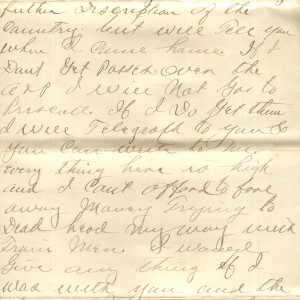 further Discription of the
Country, but will Tell you
when I come home. If I
Dont Get Passes over the
A&P I will Not Go to
Prescott. If I Do Get them
I will Telegraph to you So
you Can write to me.
Every thing here is high
and I Cant afford to fore
away Money Trying to
Dead head my way with
Train Men. I would
Give any thing if I
was with you and the